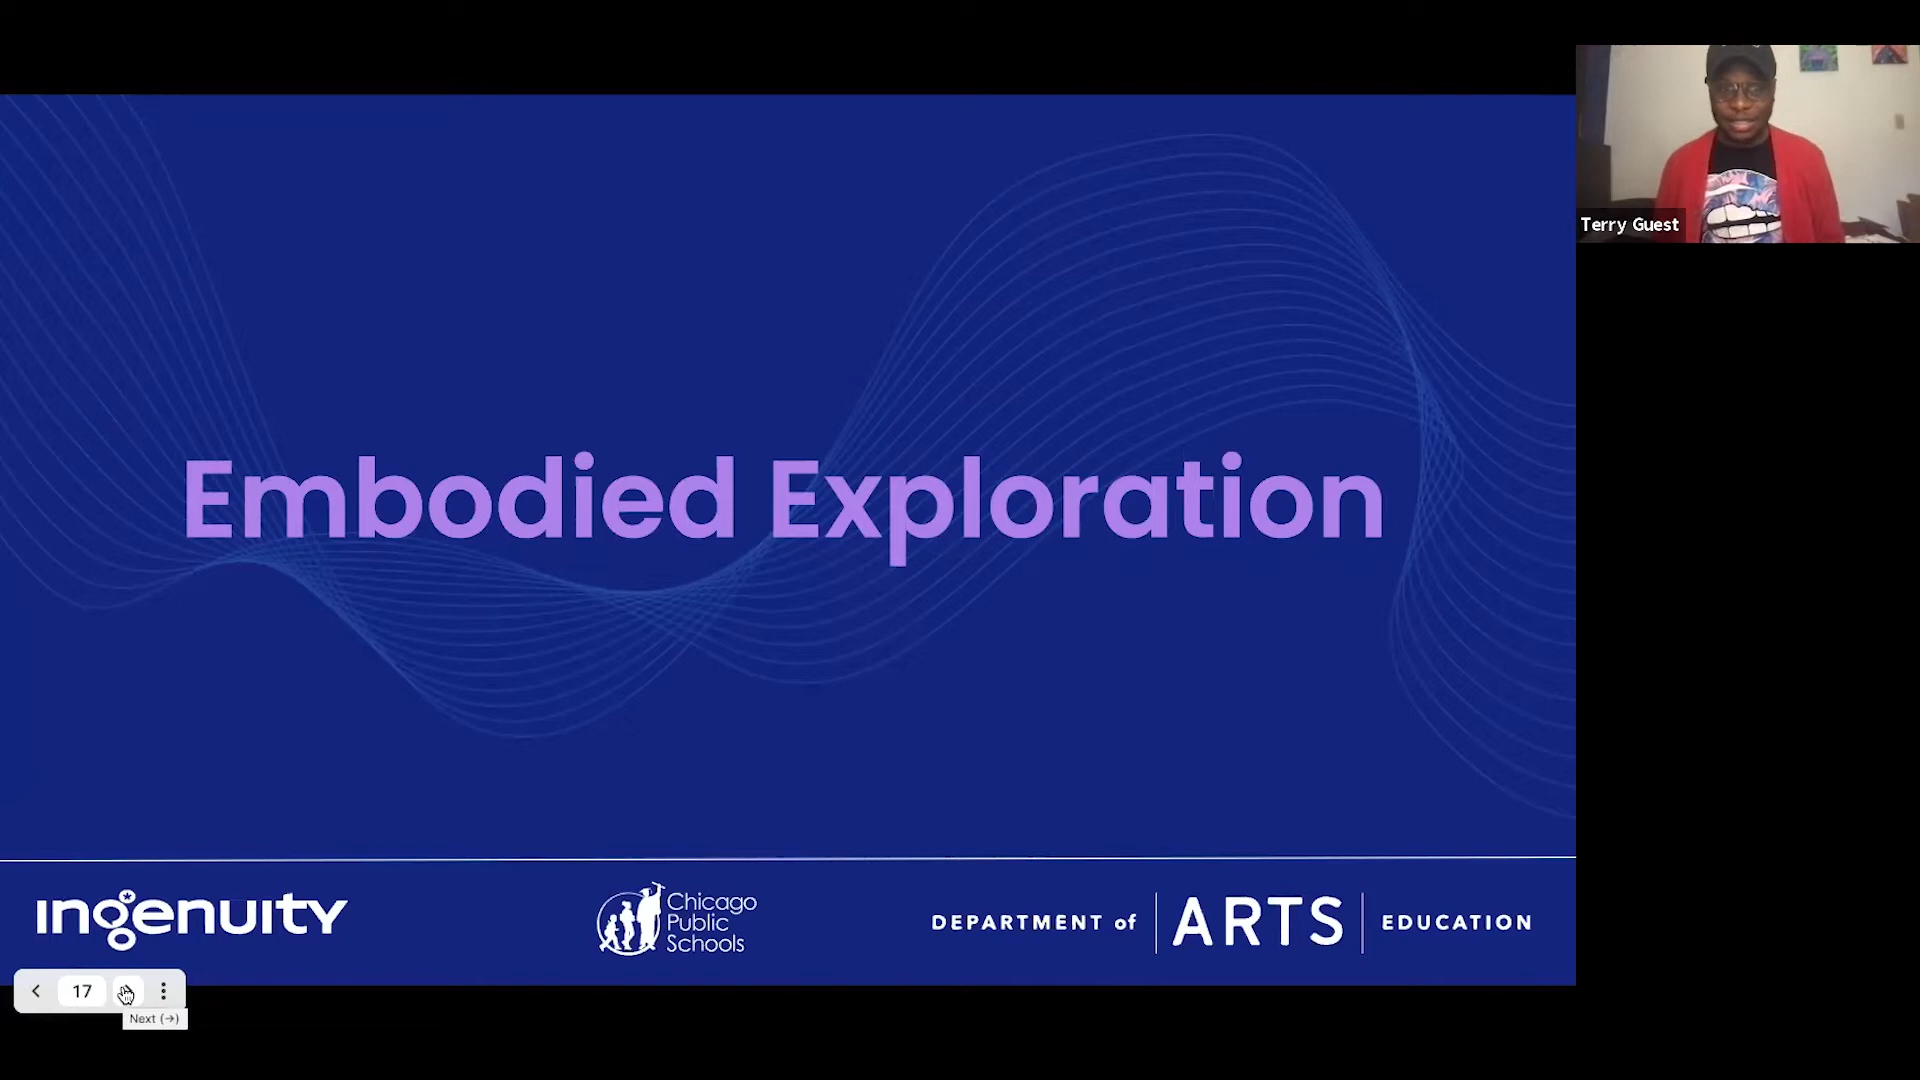 Terry Guest
Embodied Exploration
ingenuity
Chicago
Public
Schools
DEPARTMENT of
ARTS
EDUCATION
17
Next (→)